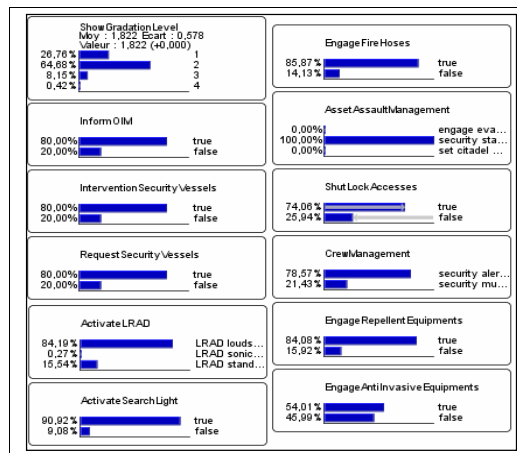 Show Gradation Level
Moy : 1,822 Ecart : 0,578
Valeur : 1,822 (+0,000)
26,76 % 1
64,68 % 2
8,15 % 3
0,42 % 4
Inform OIM
80,00% true
20,00% false
Intervention Security Vessels
80,00% true
20,00% false
Request Security Vessels
80,00% true
20,00% false
Activate LRAD
84,19 % LRAD louds...
0,27 % LRAD sonic...
15,54 % LRAD stand...
Activate Search Light
90,92 % true
9,08 % false
Engage Fire Hoses
85,87 % true
14,13 % false
Asset Assault Management
0,00% engage eva...
100,00% security sta...
0,00% set citadel ...
Shut Lock Accesses
74,06 % true
25,94 % false
Crew Management
78,57 % security aler...
21,43 % security mu...
Engage Repellent Equipments
84,08 % true
15,92 % false
Engage Anti Invasive Equipments
54,01 % true
45,99 % false